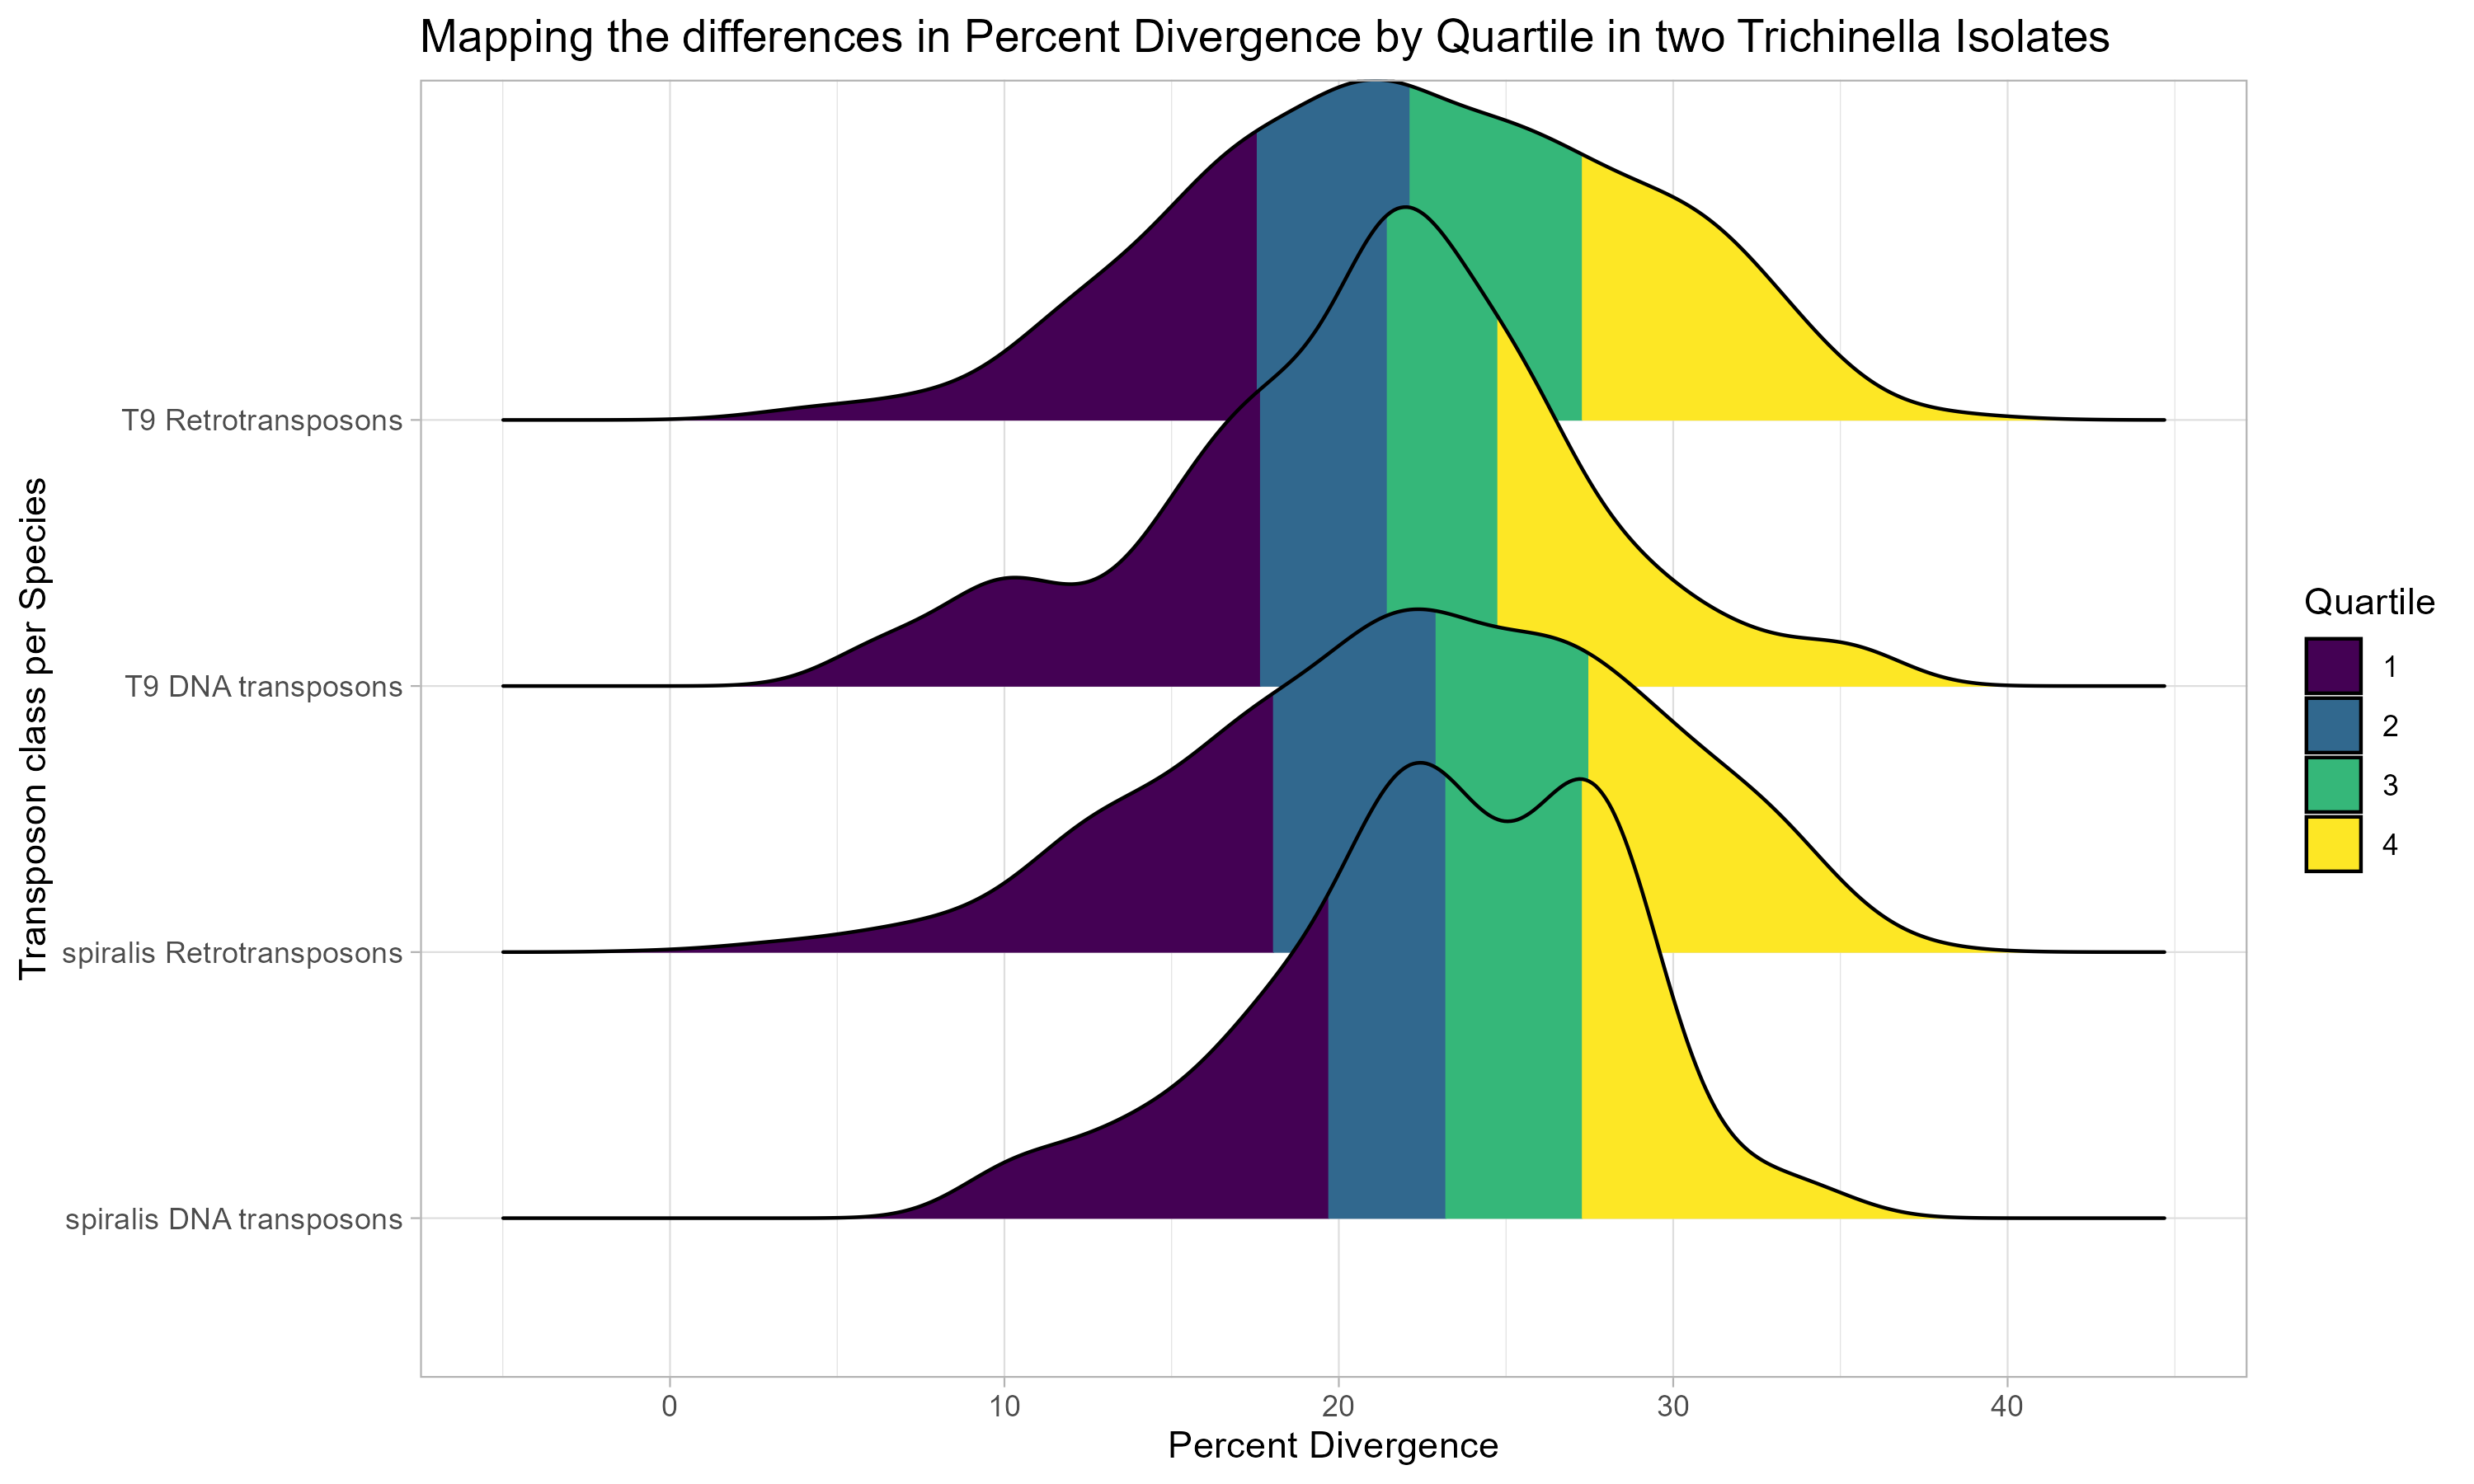 Mapping the differences in Percent Divergence by Quartile in two Trichinella Isolates
Transposon class per Species
T9 Retrotransposons
T9 DNA transposons
spiralis Retrotransposons
spiralis DNA transposons
0 10 20 30 40
Percent Divergence
Quartile
1
2
3
4